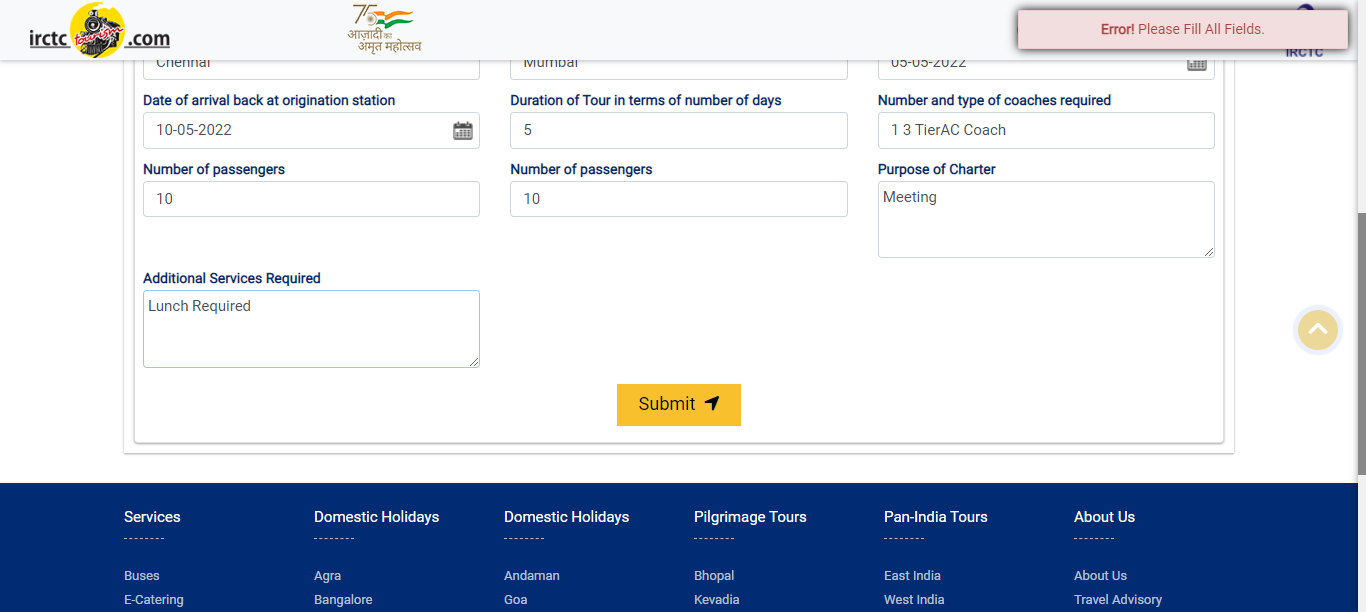 irctc tourism .com
75
आज़ादी का
अमृत महोत्सव
Error! Please Fill All Fields.
IRCTC
Chennai
Mumbai
05-05-2022
Date of arrival back at origination station
Duration of Tour in terms of number of days
Number and type of coaches required
10-05-2022
5
1 3 TierAC Coach
Number of passengers
Number of passengers
Purpose of Charter
10
10
Meeting
Additional Services Required
Lunch Required
Submit
Services
Domestic Holidays
Domestic Holidays
Pilgrimage Tours
Pan-India Tours
About Us
--------
--------
--------
--------
--------
--------
Buses
Agra
Andaman
Bhopal
East India
About Us
E-Catering
Bangalore
Goa
Kevadia
West India
Travel Advisory